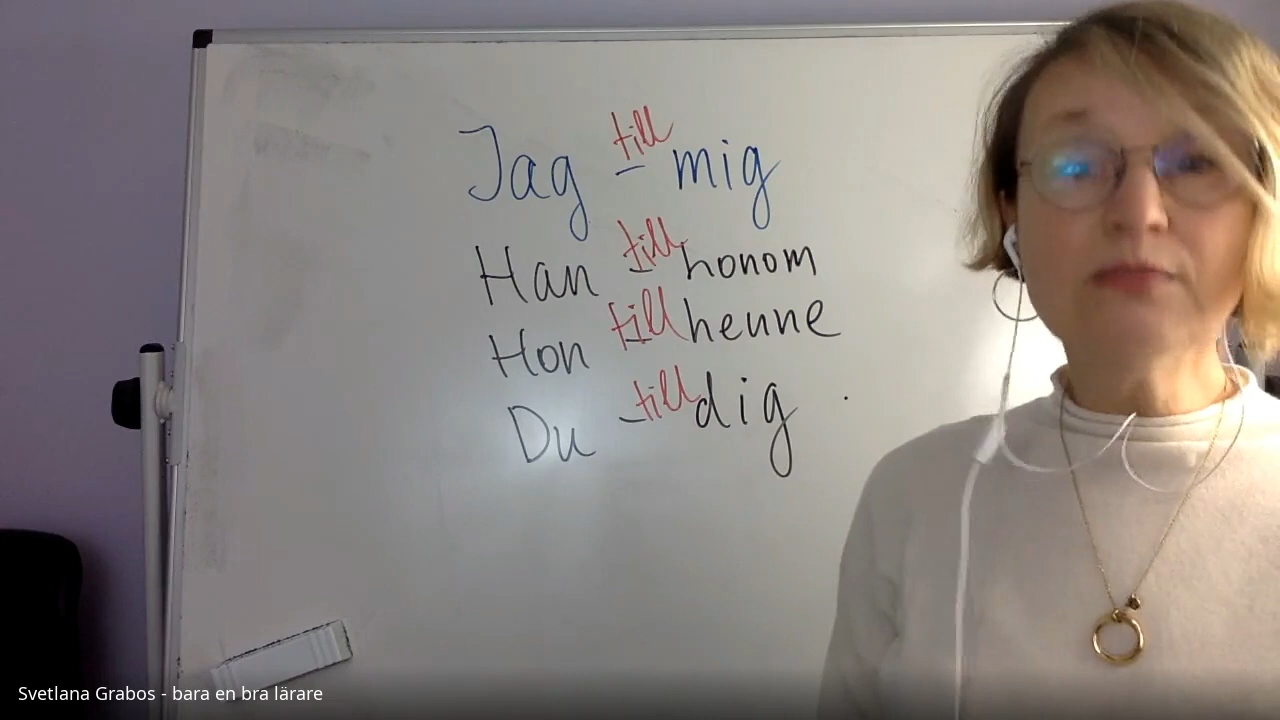 Jag - till mig
Han - till honom
Hon - till henne
Du - till dig .
Svetlana Grabos - bara en bra lärare